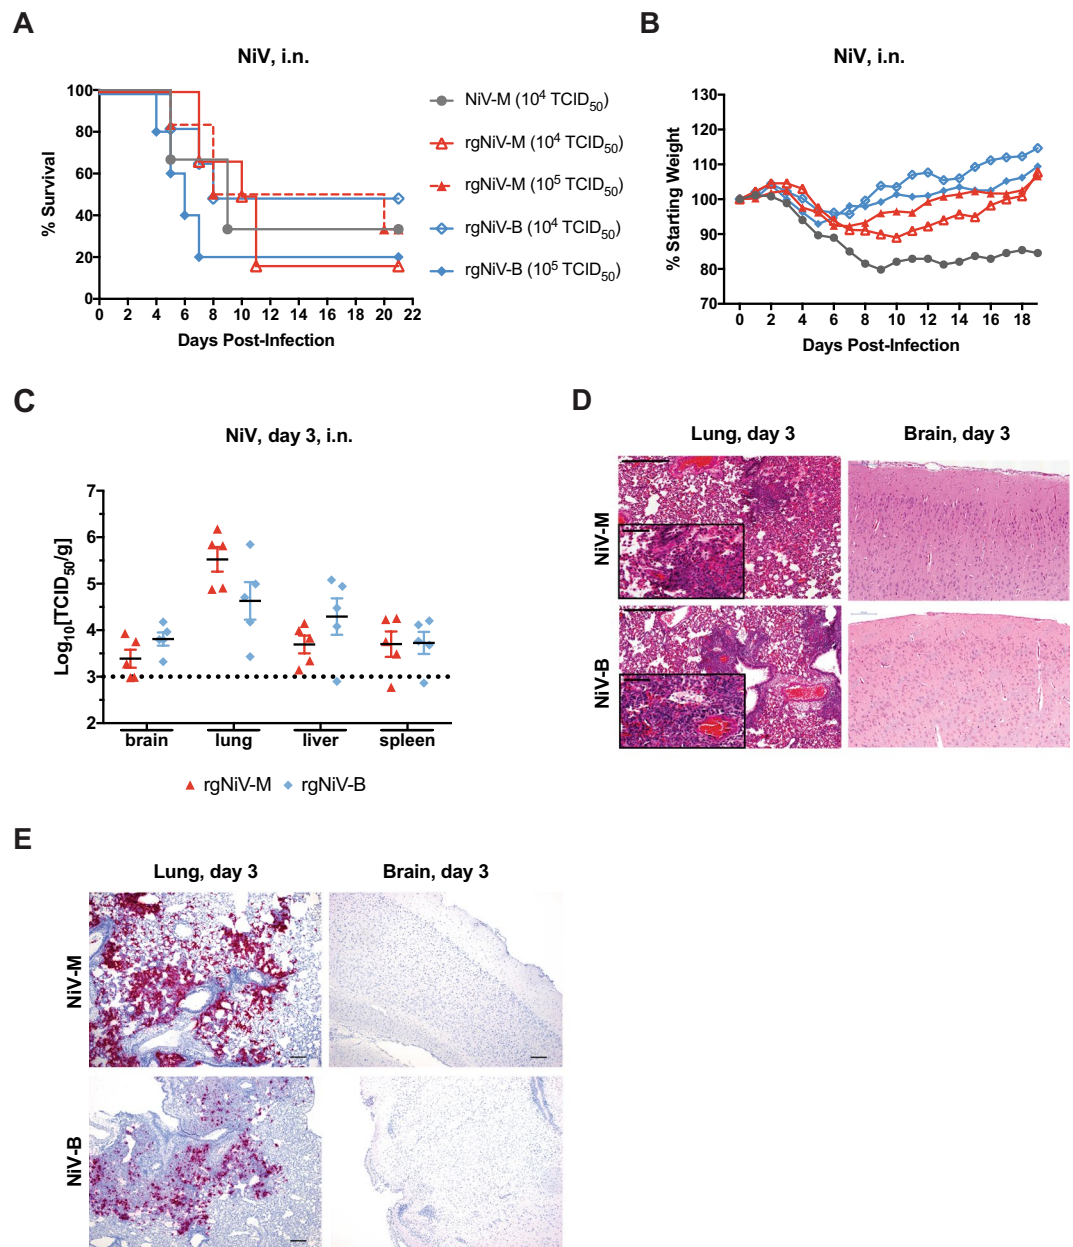 A
NiV, i.n.
% Survival
100
80
60
40
20
0
0 2 4 6 8 10 12 14 16 18 20 22
Days Post-Infection
NiV-M (10⁴ TCID₅₀)
rgNiV-M (10⁴ TCID₅₀)
rgNiV-M (10⁵ TCID₅₀)
rgNiV-B (10⁴ TCID₅₀)
rgNiV-B (10⁵ TCID₅₀)
B
NiV, i.n.
% Starting Weight
130
120
110
100
90
80
70
0 2 4 6 8 10 12 14 16 18
Days Post-Infection
C
NiV, day 3, i.n.
Log₁₀[TCID₅₀/g]
7
6
5
4
3
2
brain lung liver spleen
rgNiV-M rgNiV-B
D
Lung, day 3 Brain, day 3
NiV-M
NiV-B
E
Lung, day 3 Brain, day 3
NiV-M
NiV-B